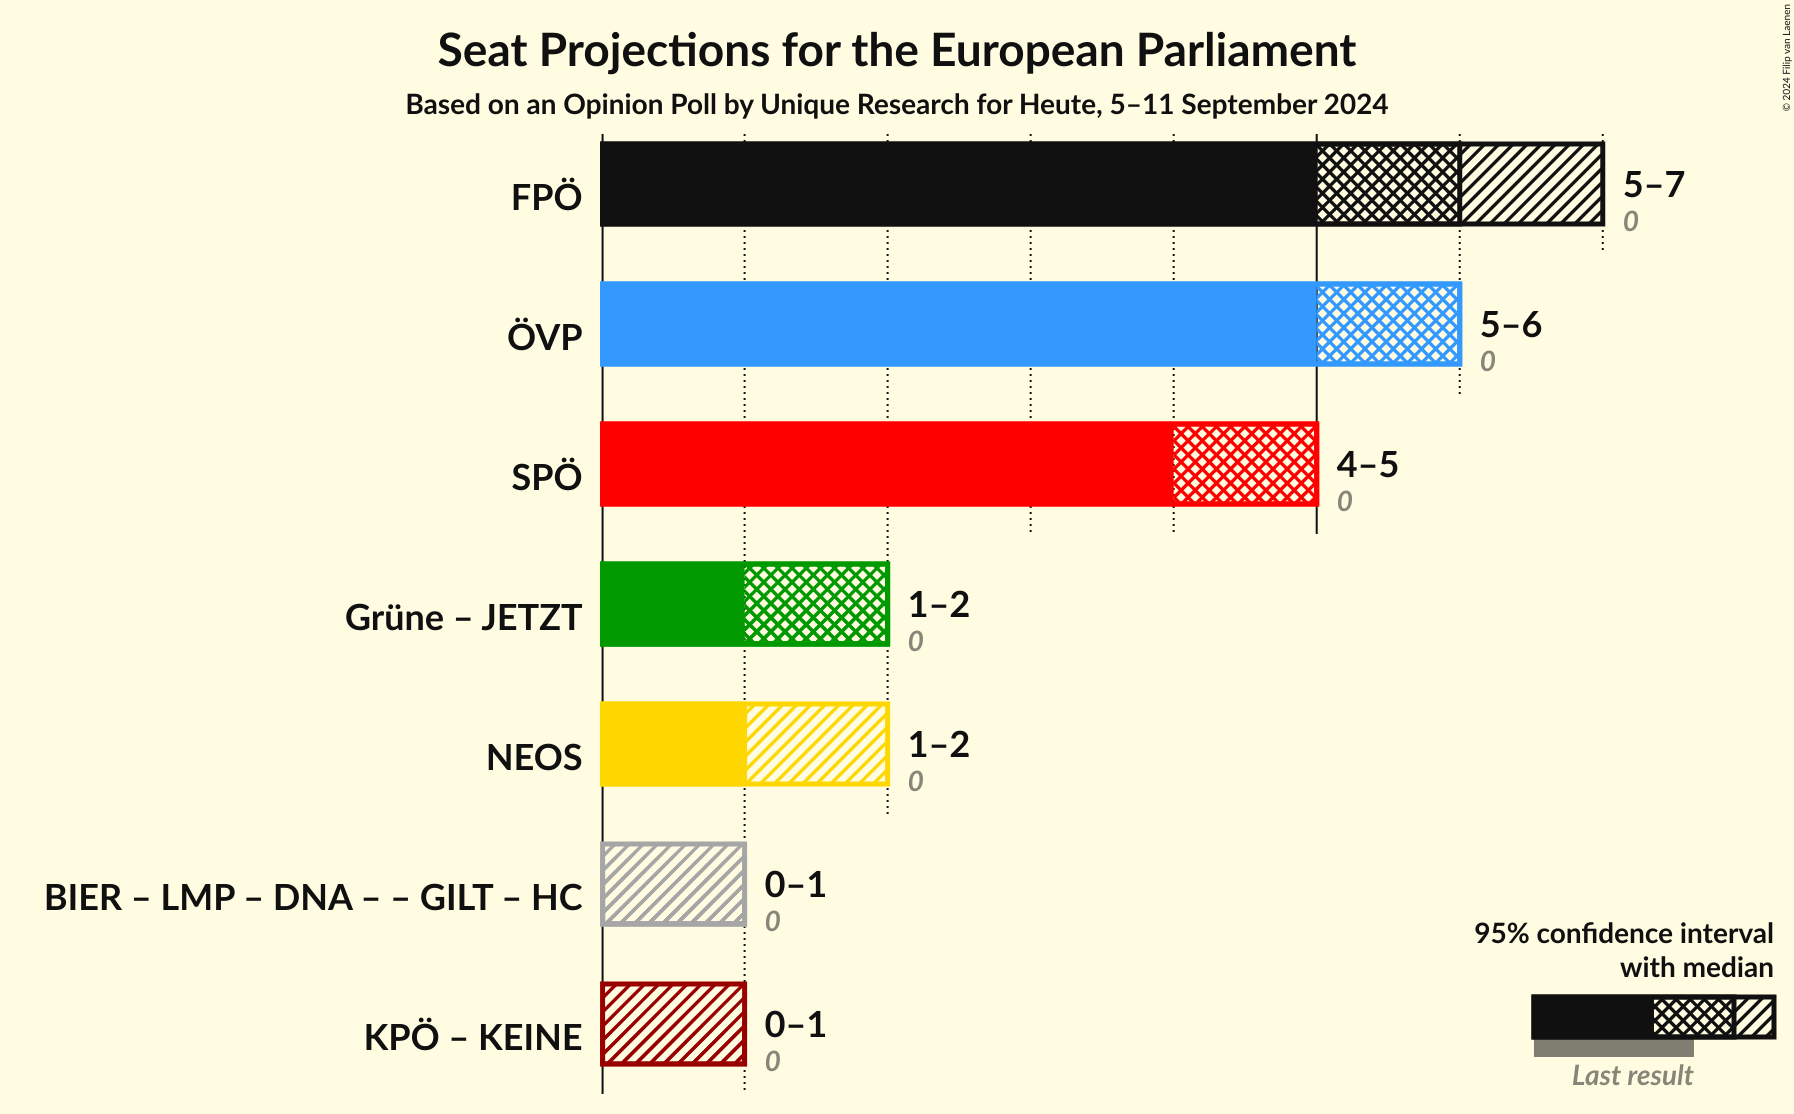 Seat Projections for the European Parliament
Based on an Opinion Poll by Unique Research for Heute, 5–11 September 2024
© 2024 Filip van Laenen
FPÖ
5–7
0
ÖVP
5–6
0
SPÖ
4–5
0
Grüne – JETZT
1–2
0
NEOS
1–2
0
BIER – LMP – DNA – – GILT – HC
0–1
0
KPÖ – KEINE
0–1
0
95% confidence interval
with median
Last result